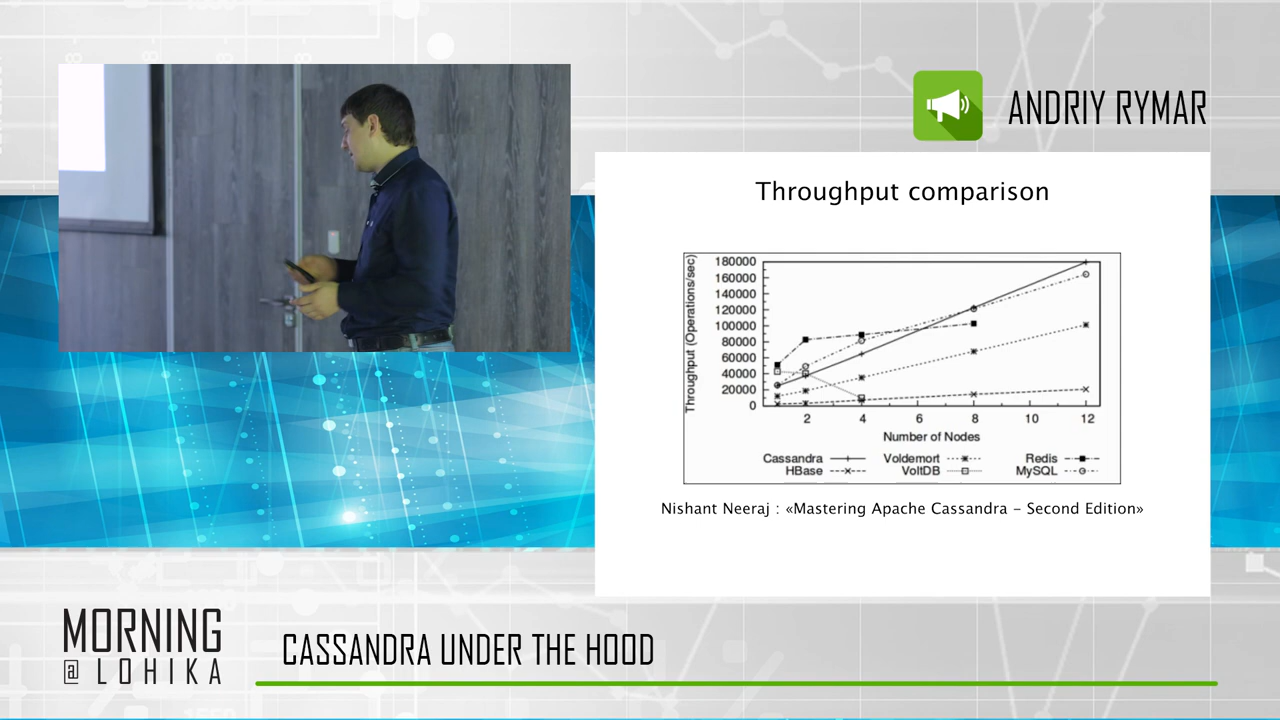 ANDRIY RYMAR
Throughput comparison
Throughput (Operations/sec)
180000
160000
140000
120000
100000
80000
60000
40000
20000
0
2 4 6 8 10 12
Number of Nodes
Cassandra Voldemort Redis
HBase VoltDB MySQL
Nishant Neeraj : «Mastering Apache Cassandra – Second Edition»
MORNING
@ LOHIKA
CASSANDRA UNDER THE HOOD